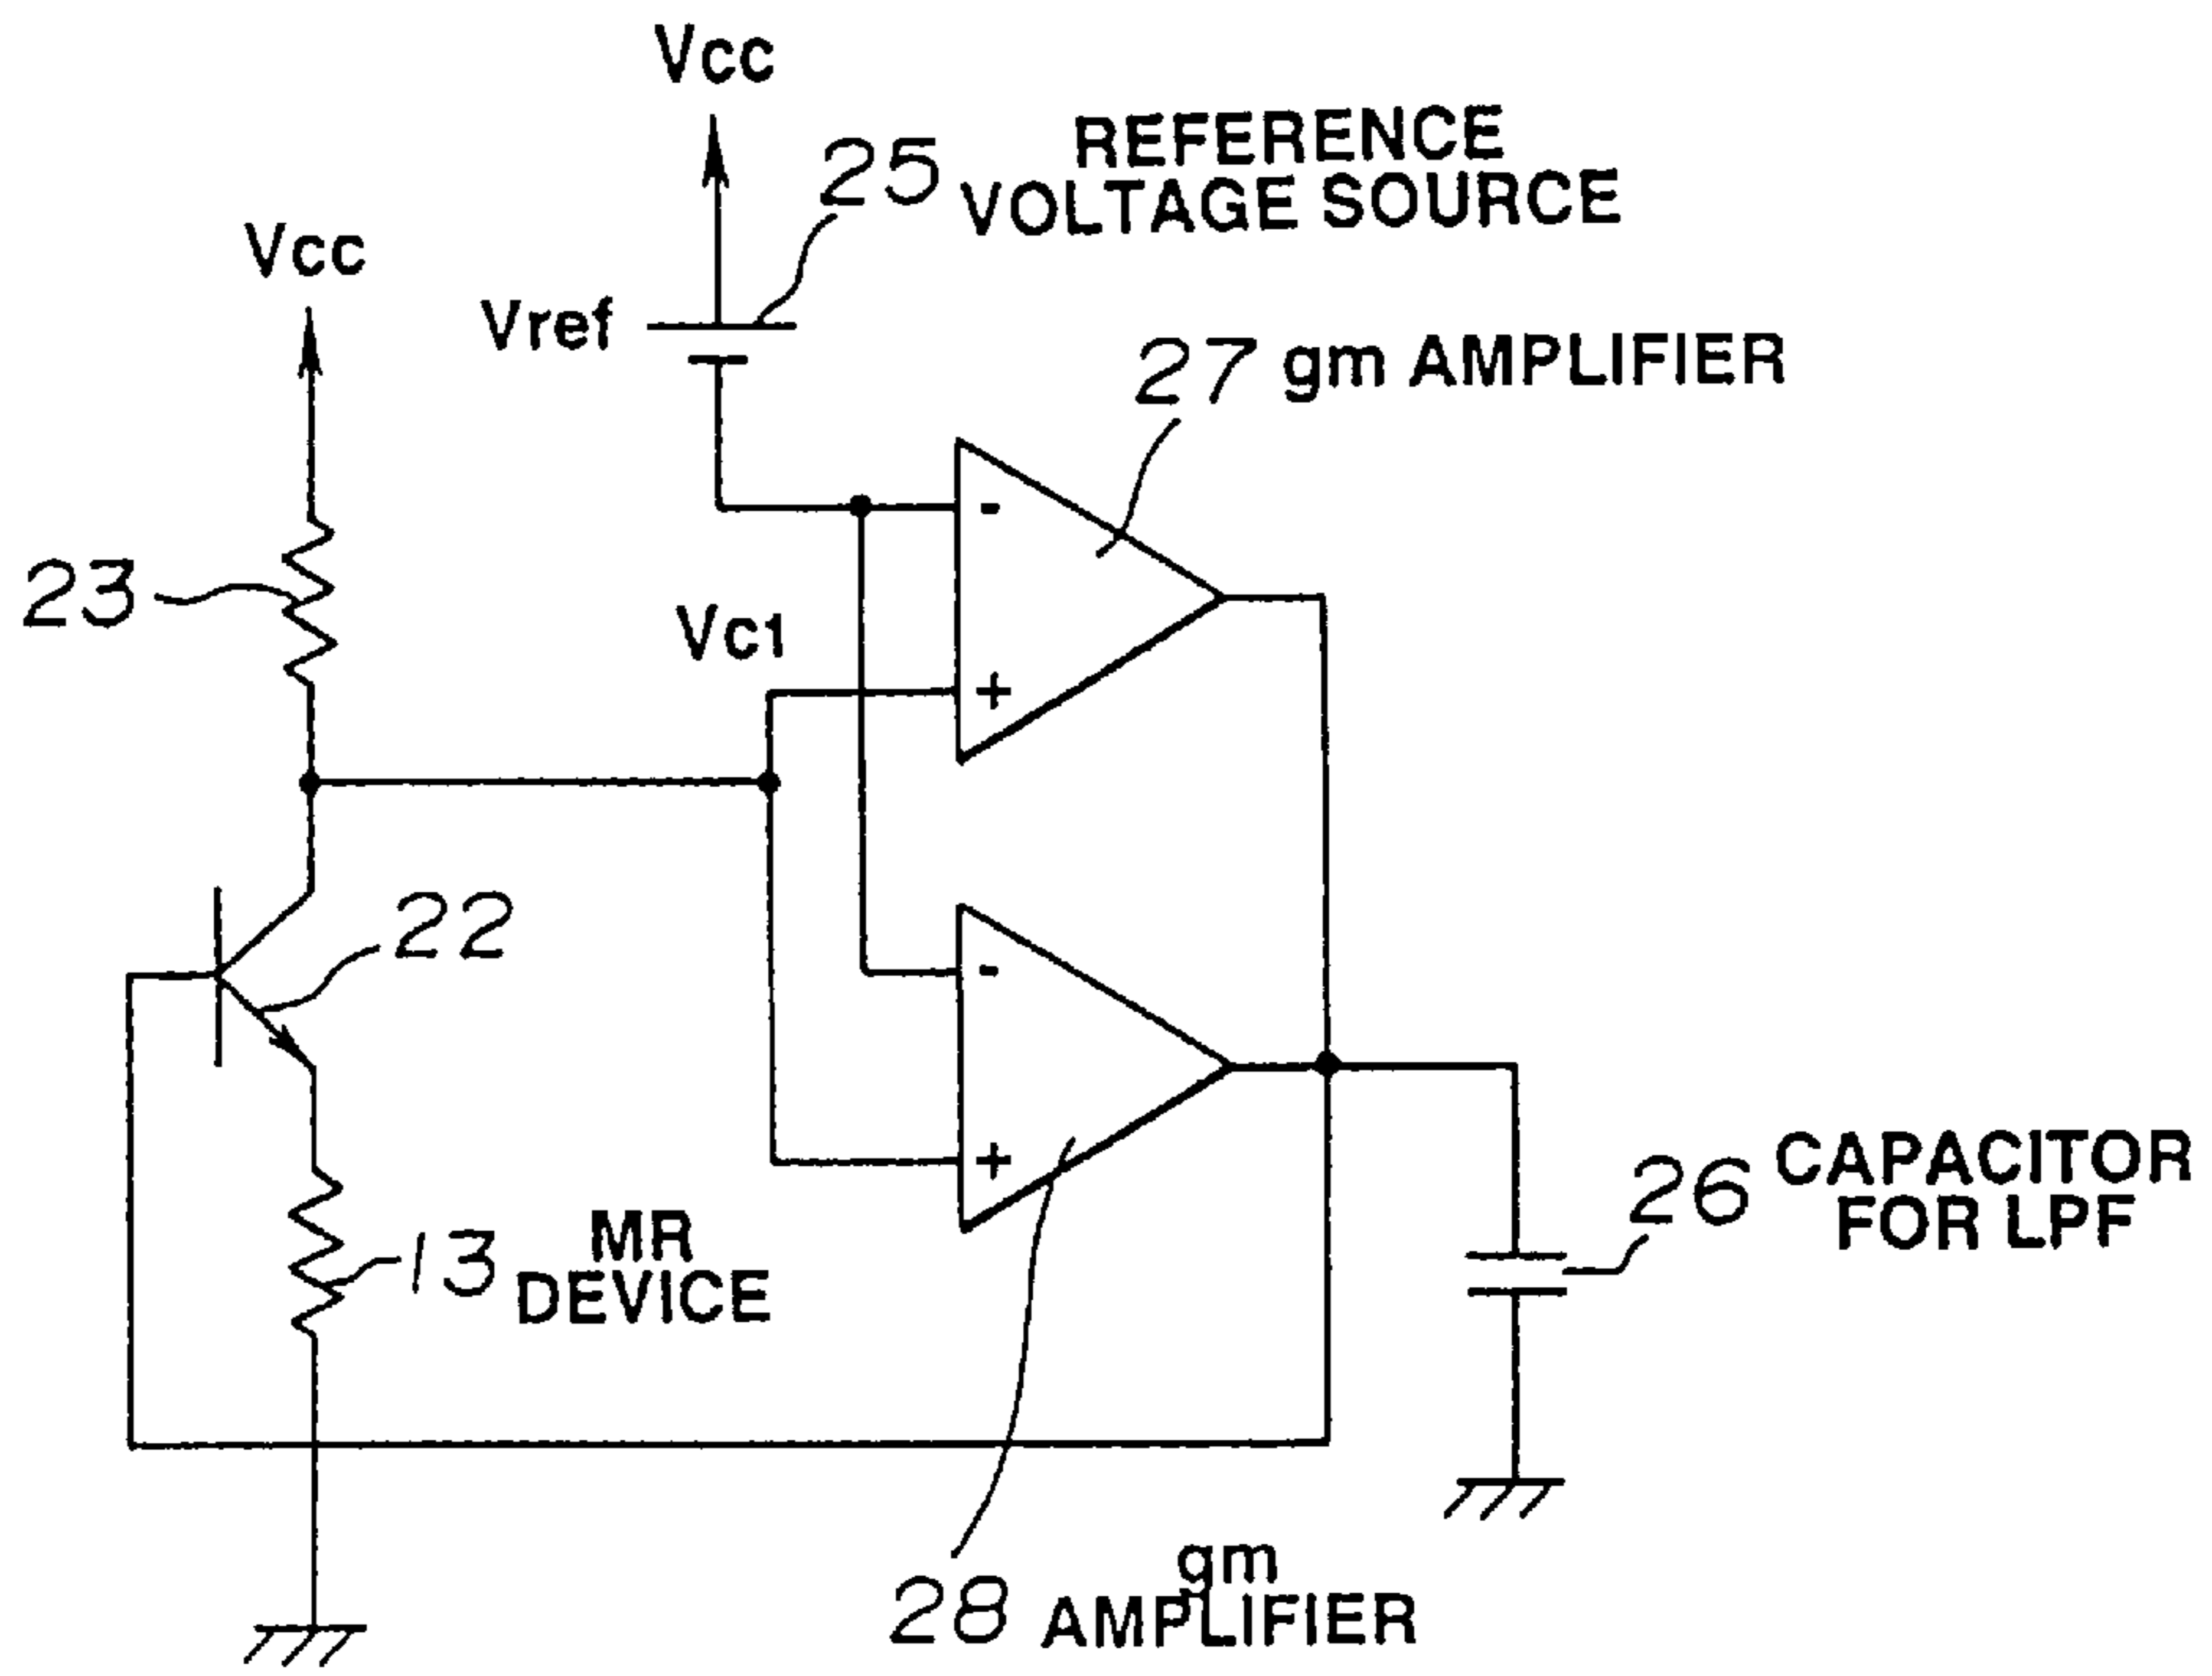 Vcc
25 REFERENCE
VOLTAGE SOURCE
Vcc
Vref
27 gm AMPLIFIER
-
23
Vc1
+
22
-
+
26 CAPACITOR
FOR LPF
13 MR
DEVICE
28 gm
AMPLIFIER